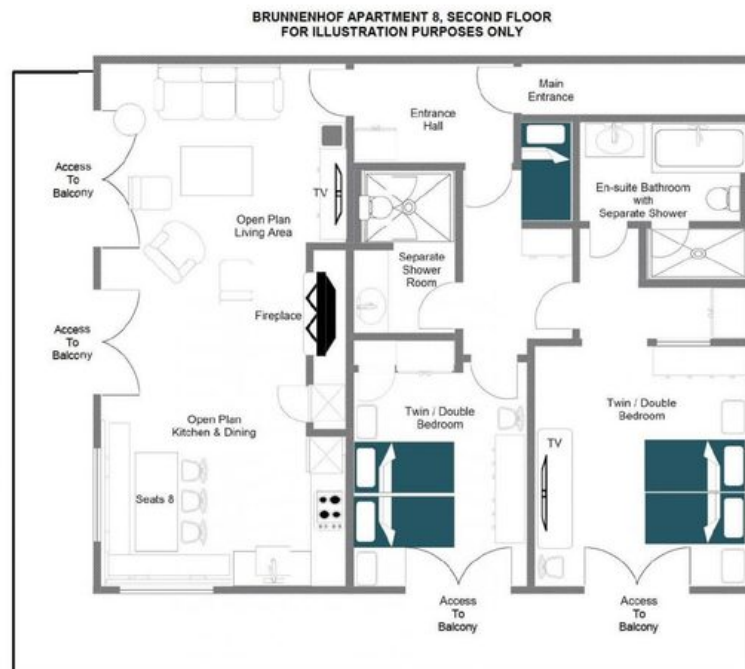 BRUNNENHOF APARTMENT 8, SECOND FLOOR
FOR ILLUSTRATION PURPOSES ONLY
Main
Entrance
Entrance
Hall
Access
To
Balcony
TV
En-suite Bathroom
with
Separate Shower
Open Plan
Living Area
Separate
Shower
Room
Fireplace
Access
To
Balcony
Open Plan
Kitchen & Dining
Twin / Double
Bedroom
Twin / Double
Bedroom
TV
Seats 8
Access
To
Balcony
Access
To
Balcony